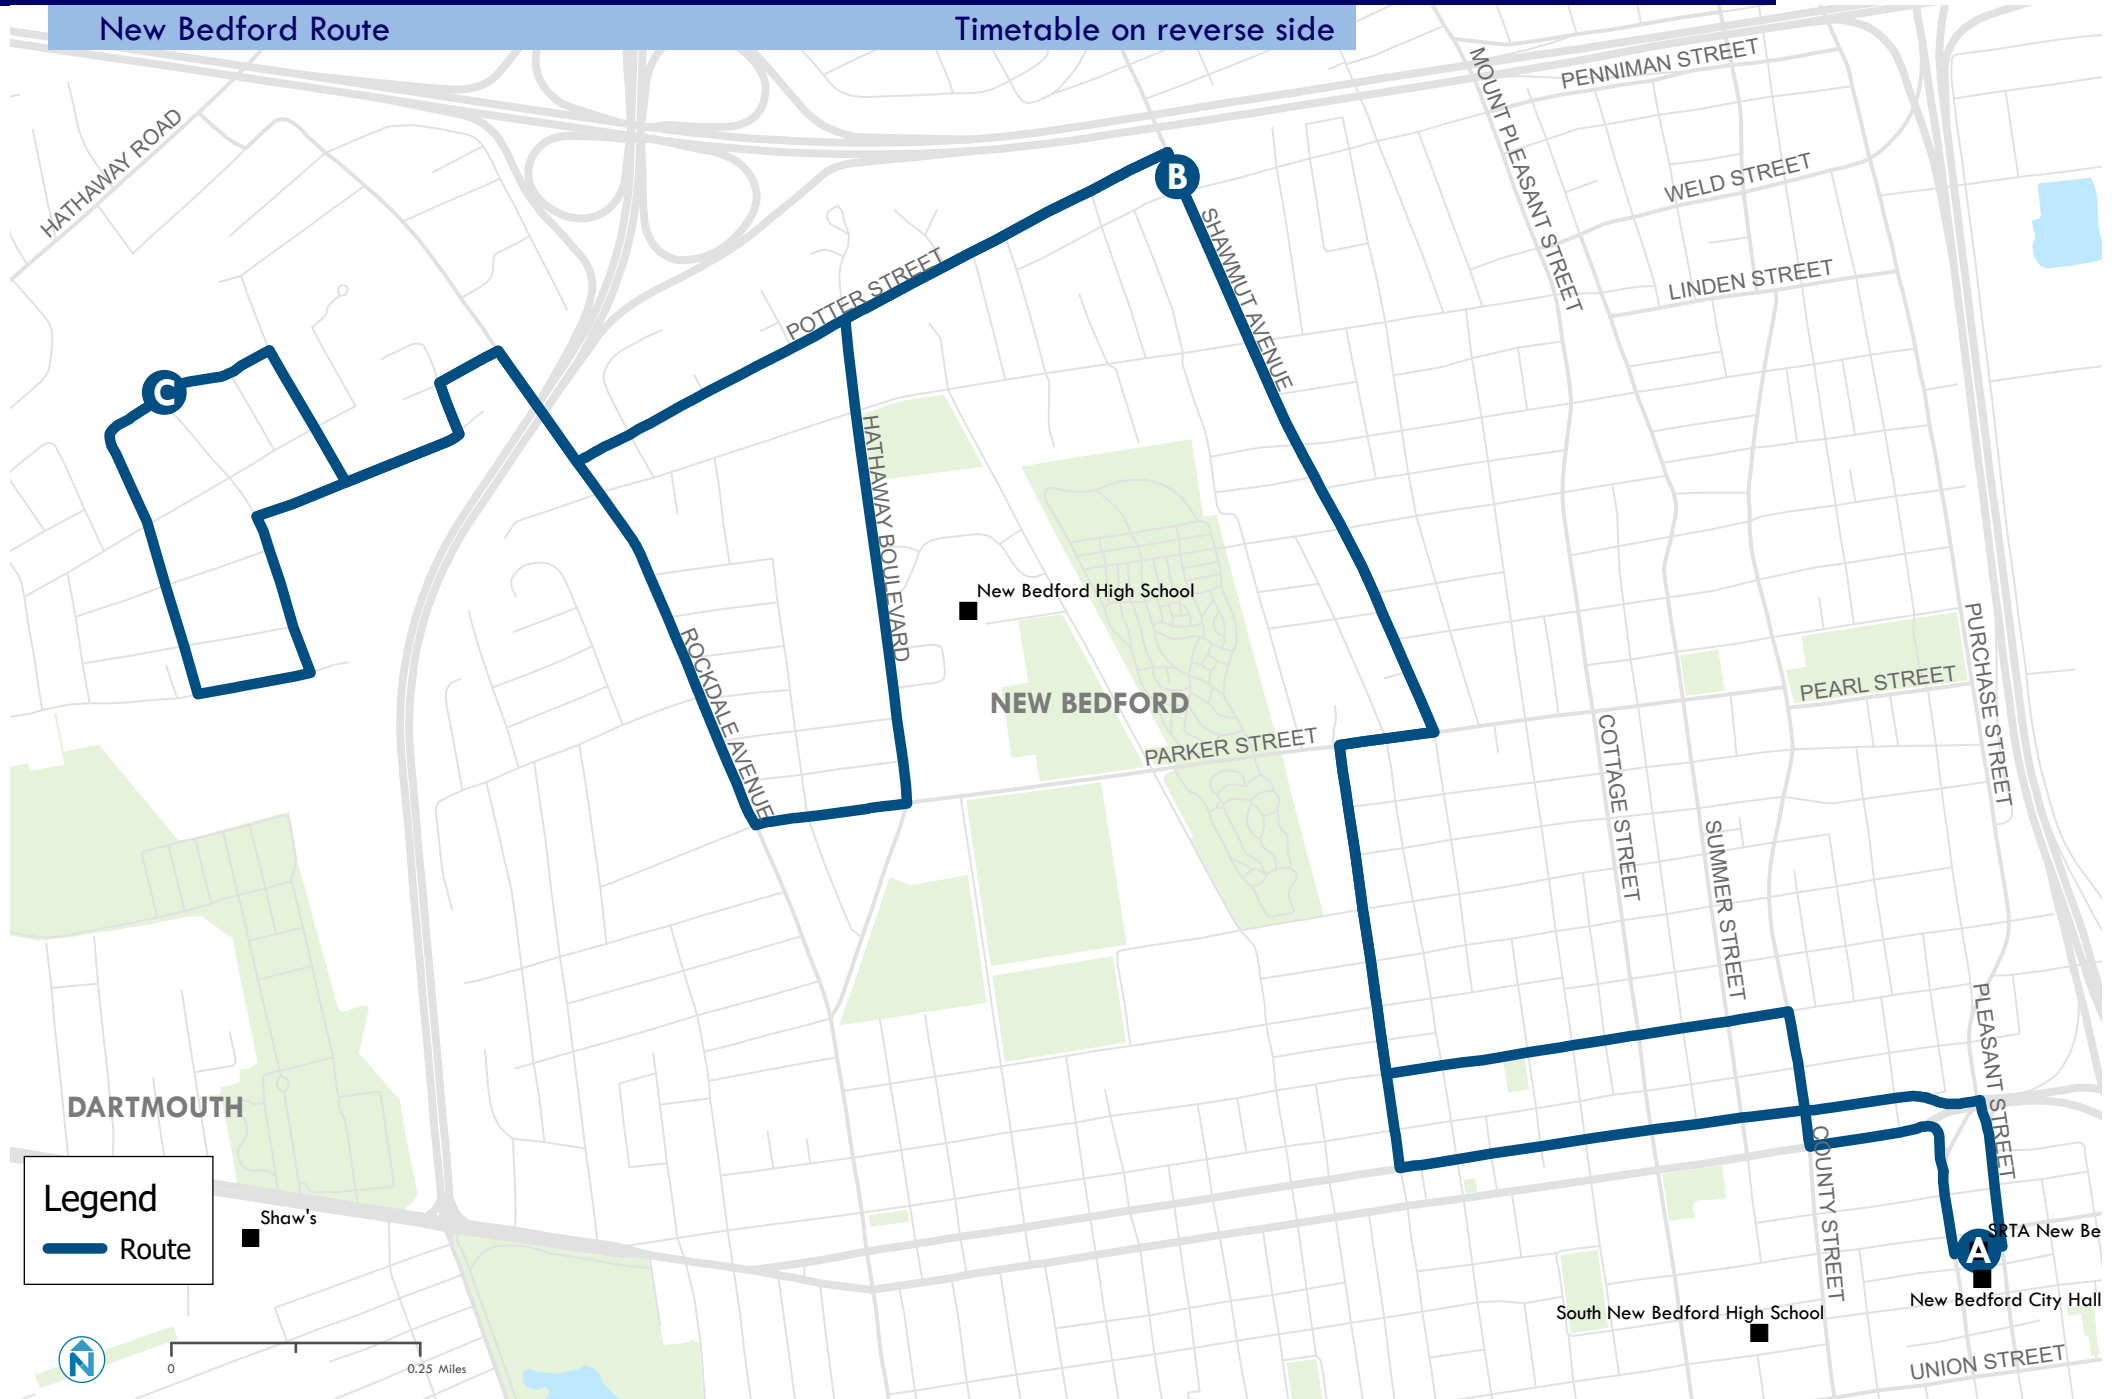 New Bedford Route
Timetable on reverse side
PENNIMAN STREET
MOUNT PLEASANT STREET
HATHAWAY ROAD
WELD STREET
B
SHAWMUT AVENUE
LINDEN STREET
POTTER STREET
C
HATHAWAY BOULEVARD
New Bedford High School
PURCHASE STREET
ROCKDALE AVENUE
PEARL STREET
NEW BEDFORD
PARKER STREET
COTTAGE STREET
SUMMER STREET
PLEASANT STREET
DARTMOUTH
COUNTY STREET
Legend
Route
Shaw's
SRTA New Be
A
New Bedford City Hall
South New Bedford High School
UNION STREET
N
0
0.25 Miles